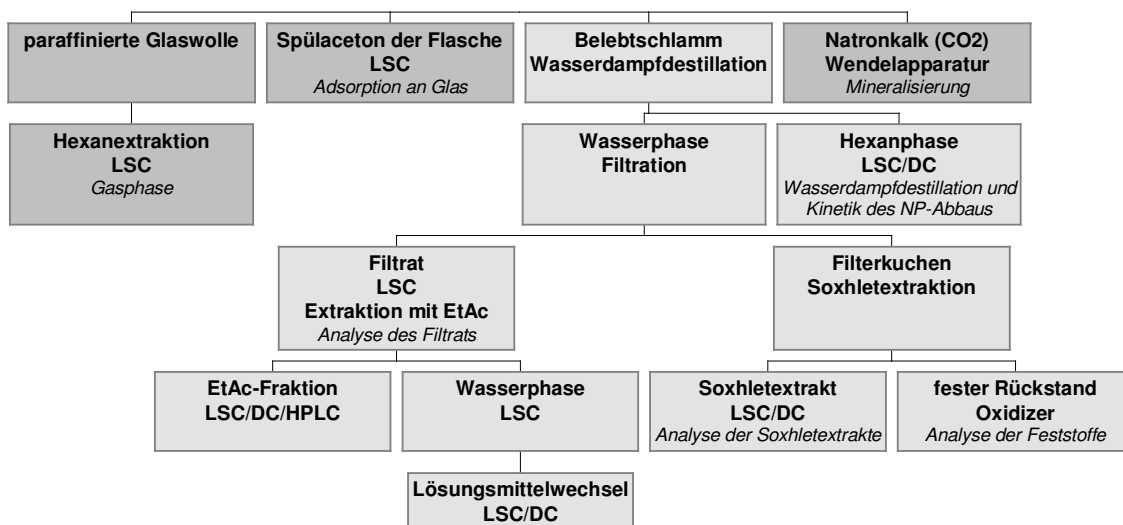 paraffinierte Glaswolle
Spülaceton der Flasche
LSC
Adsorption an Glas
Belebtschlamm
Wasserdampfdestillation
Natronkalk (CO2)
Wendelapparatur
Mineralisierung
Hexanextraktion
LSC
Gasphase
Wasserphase
Filtration
Hexanphase
LSC/DC
Wasserdampfdestillation und
Kinetik des NP-Abbaus
Filtrat
LSC
Extraktion mit EtAc
Analyse des Filtrats
Filterkuchen
Soxhletextraktion
EtAc-Fraktion
LSC/DC/HPLC
Wasserphase
LSC
Soxhletextrakt
LSC/DC
Analyse der Soxhletextrakte
fester Rückstand
Oxidizer
Analyse der Feststoffe
Lösungsmittelwechsel
LSC/DC